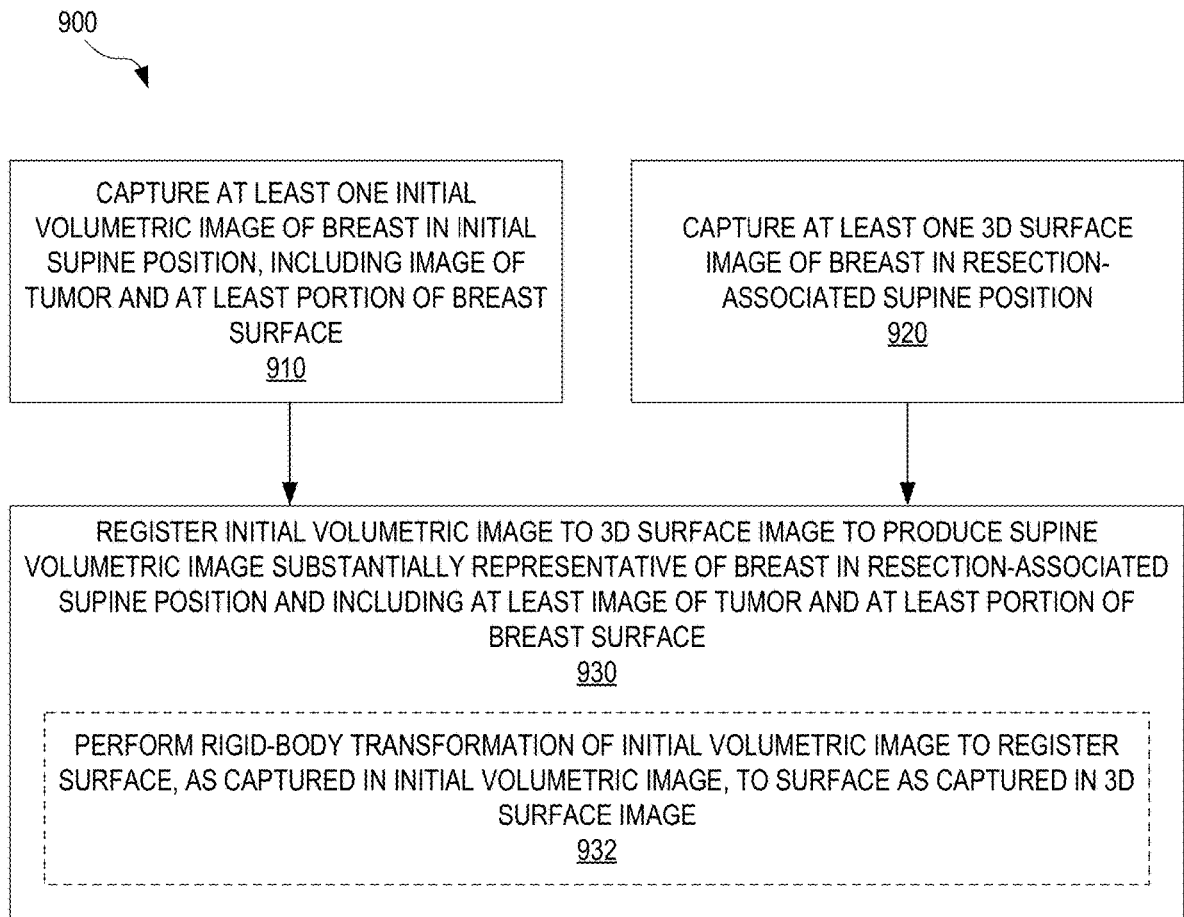 900
CAPTURE AT LEAST ONE INITIAL
VOLUMETRIC IMAGE OF BREAST IN INITIAL
SUPINE POSITION, INCLUDING IMAGE OF
TUMOR AND AT LEAST PORTION OF BREAST
SURFACE
910
CAPTURE AT LEAST ONE 3D SURFACE
IMAGE OF BREAST IN RESECTION-
ASSOCIATED SUPINE POSITION
920
REGISTER INITIAL VOLUMETRIC IMAGE TO 3D SURFACE IMAGE TO PRODUCE SUPINE
VOLUMETRIC IMAGE SUBSTANTIALLY REPRESENTATIVE OF BREAST IN RESECTION-ASSOCIATED
SUPINE POSITION AND INCLUDING AT LEAST IMAGE OF TUMOR AND AT LEAST PORTION OF
BREAST SURFACE
930
PERFORM RIGID-BODY TRANSFORMATION OF INITIAL VOLUMETRIC IMAGE TO REGISTER
SURFACE, AS CAPTURED IN INITIAL VOLUMETRIC IMAGE, TO SURFACE AS CAPTURED IN 3D
SURFACE IMAGE
932